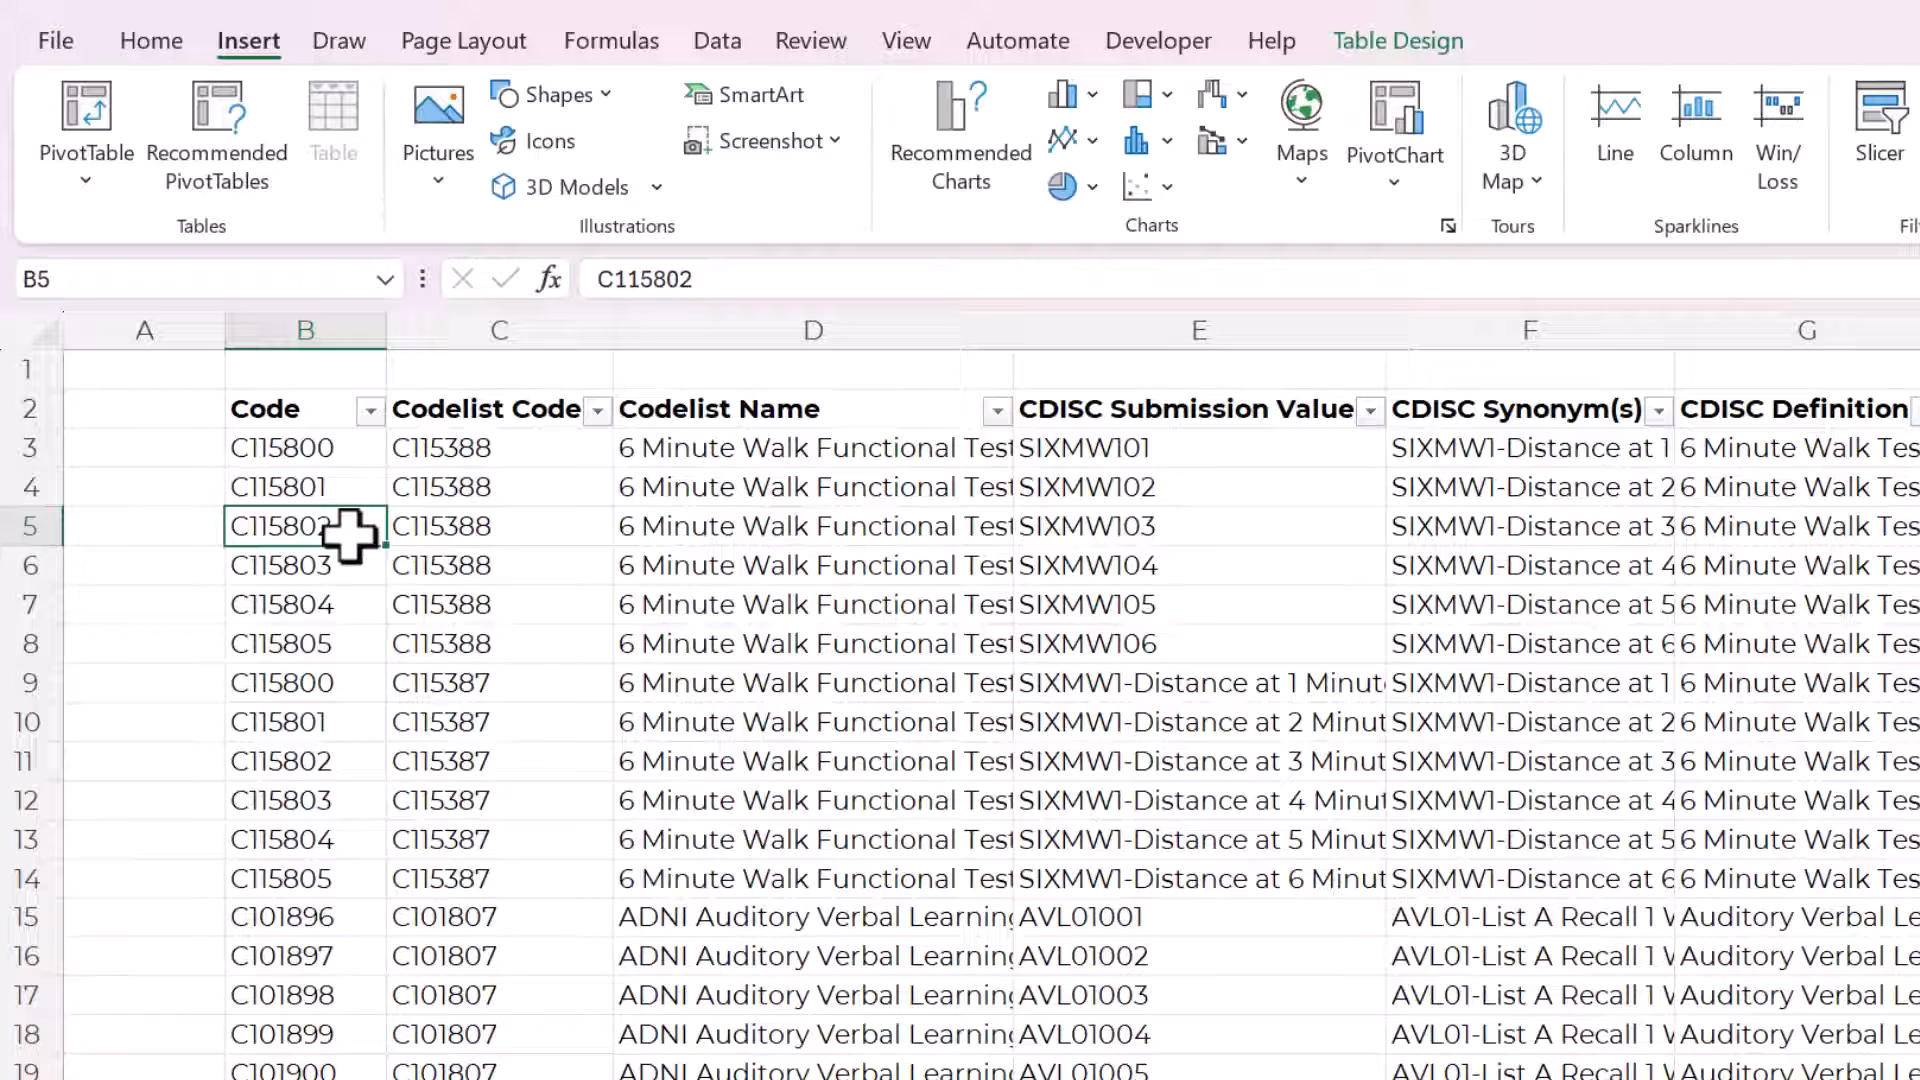 File Home Insert Draw Page Layout Formulas Data Review View Automate Developer Help Table Design
PivotTable Recommended PivotTables Table Pictures Shapes Icons 3D Models SmartArt Screenshot Recommended Charts Maps PivotChart 3D Map Line Column Win/Loss Slicer
Tables Illustrations Charts Tours Sparklines
B5 fx C115802
A B C D E F G
1
2 Code Codelist Code Codelist Name CDISC Submission Value CDISC Synonym(s) CDISC Definition
3 C115800 C115388 6 Minute Walk Functional Test SIXMW101 SIXMW1-Distance at 1 6 Minute Walk Tes
4 C115801 C115388 6 Minute Walk Functional Test SIXMW102 SIXMW1-Distance at 2 6 Minute Walk Tes
5 C115802 C115388 6 Minute Walk Functional Test SIXMW103 SIXMW1-Distance at 3 6 Minute Walk Tes
6 C115803 C115388 6 Minute Walk Functional Test SIXMW104 SIXMW1-Distance at 4 6 Minute Walk Tes
7 C115804 C115388 6 Minute Walk Functional Test SIXMW105 SIXMW1-Distance at 5 6 Minute Walk Tes
8 C115805 C115388 6 Minute Walk Functional Test SIXMW106 SIXMW1-Distance at 6 6 Minute Walk Tes
9 C115800 C115387 6 Minute Walk Functional Test SIXMW1-Distance at 1 Minut SIXMW1-Distance at 1 6 Minute Walk Tes
10 C115801 C115387 6 Minute Walk Functional Test SIXMW1-Distance at 2 Minut SIXMW1-Distance at 2 6 Minute Walk Tes
11 C115802 C115387 6 Minute Walk Functional Test SIXMW1-Distance at 3 Minut SIXMW1-Distance at 3 6 Minute Walk Tes
12 C115803 C115387 6 Minute Walk Functional Test SIXMW1-Distance at 4 Minut SIXMW1-Distance at 4 6 Minute Walk Tes
13 C115804 C115387 6 Minute Walk Functional Test SIXMW1-Distance at 5 Minut SIXMW1-Distance at 5 6 Minute Walk Tes
14 C115805 C115387 6 Minute Walk Functional Test SIXMW1-Distance at 6 Minut SIXMW1-Distance at 6 6 Minute Walk Tes
15 C101896 C101807 ADNI Auditory Verbal Learning AVL01001 AVL01-List A Recall 1 Auditory Verbal Le
16 C101897 C101807 ADNI Auditory Verbal Learning AVL01002 AVL01-List A Recall 1 Auditory Verbal Le
17 C101898 C101807 ADNI Auditory Verbal Learning AVL01003 AVL01-List A Recall 1 Auditory Verbal Le
18 C101899 C101807 ADNI Auditory Verbal Learning AVL01004 AVL01-List A Recall 1 Auditory Verbal Le
19 C101900 C101807 ADNI Auditory Verbal Learning AVL01005 AVL01-List A Recall 1 Auditory Verbal Le